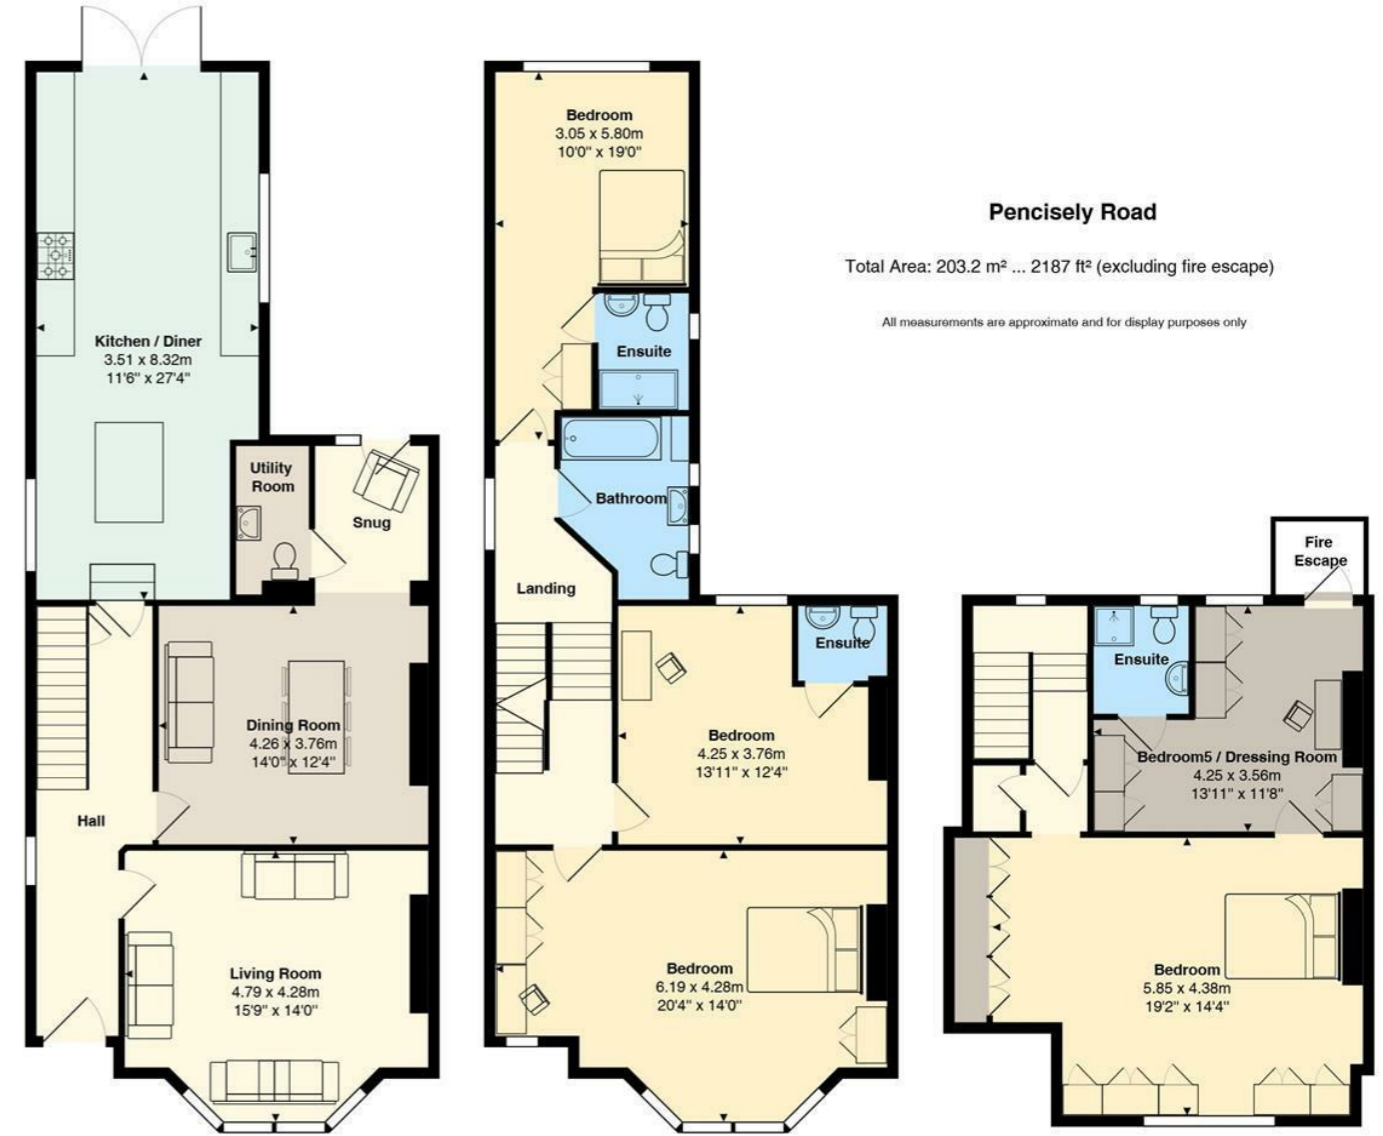 Pencisely Road
Total Area: 203.2 m² ... 2187 ft² (excluding fire escape)
All measurements are approximate and for display purposes only
Kitchen / Diner
3.51 x 8.32m
11'6" x 27'4"
Utility
Room
Snug
Dining Room
4.26 x 3.76m
14'0" x 12'4"
Hall
Living Room
4.79 x 4.28m
15'9" x 14'0"
Bedroom
3.05 x 5.80m
10'0" x 19'0"
Ensuite
Bathroom
Landing
Ensuite
Bedroom
4.25 x 3.76m
13'11" x 12'4"
Bedroom
6.19 x 4.28m
20'4" x 14'0"
Fire
Escape
Ensuite
Bedroom5 / Dressing Room
4.25 x 3.56m
13'11" x 11'8"
Bedroom
5.85 x 4.38m
19'2" x 14'4"